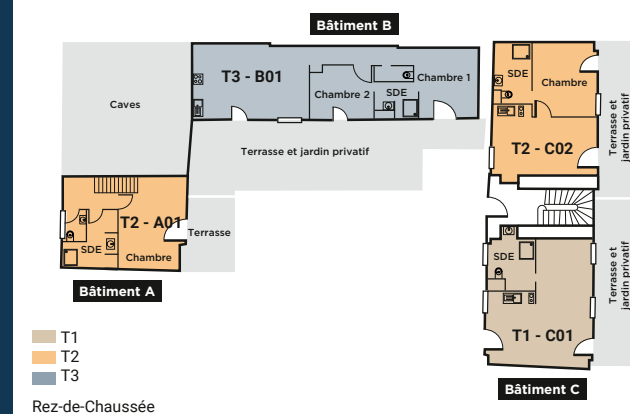 Bâtiment B
T3 - B01
Chambre 1
Chambre 2
SDE
Caves
Terrasse et jardin privatif
T2 - A01
SDE
Chambre
Terrasse
Bâtiment A
SDE
Chambre
T2 - C02
Terrasse et
jardin privatif
SDE
T1 - C01
Terrasse et
jardin privatif
Bâtiment C
T1
T2
T3
Rez-de-Chaussée